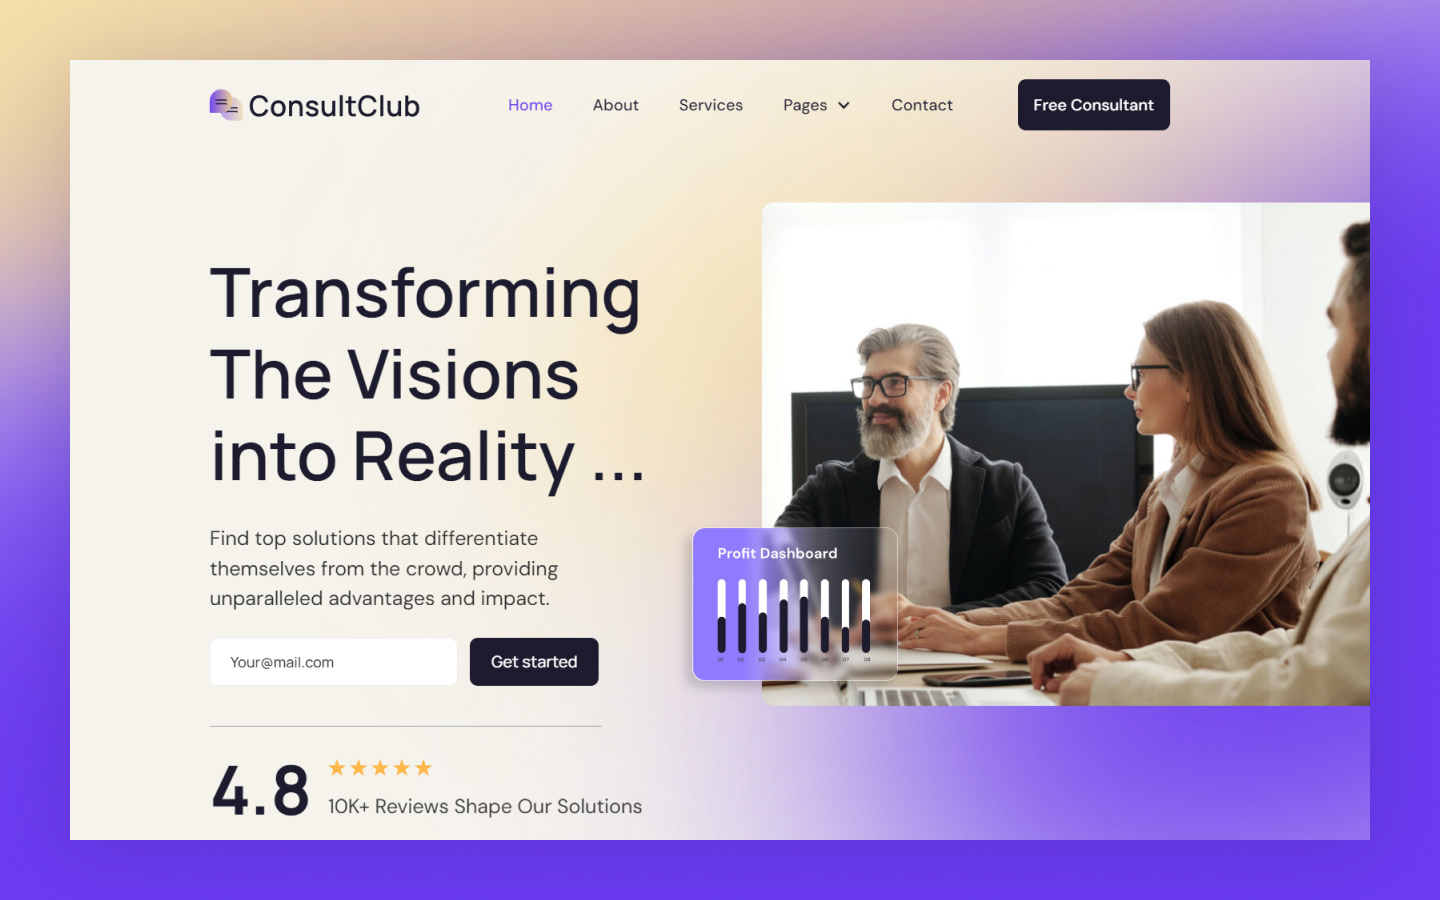 ConsultClub
Home About Services Pages Contact
Free Consultant
Transforming
The Visions
into Reality ...
Find top solutions that differentiate
themselves from the crowd, providing
unparalleled advantages and impact.
Your@mail.com
Get started
Profit Dashboard
01 02 03 04 05 06 07 08
4.8
10K+ Reviews Shape Our Solutions